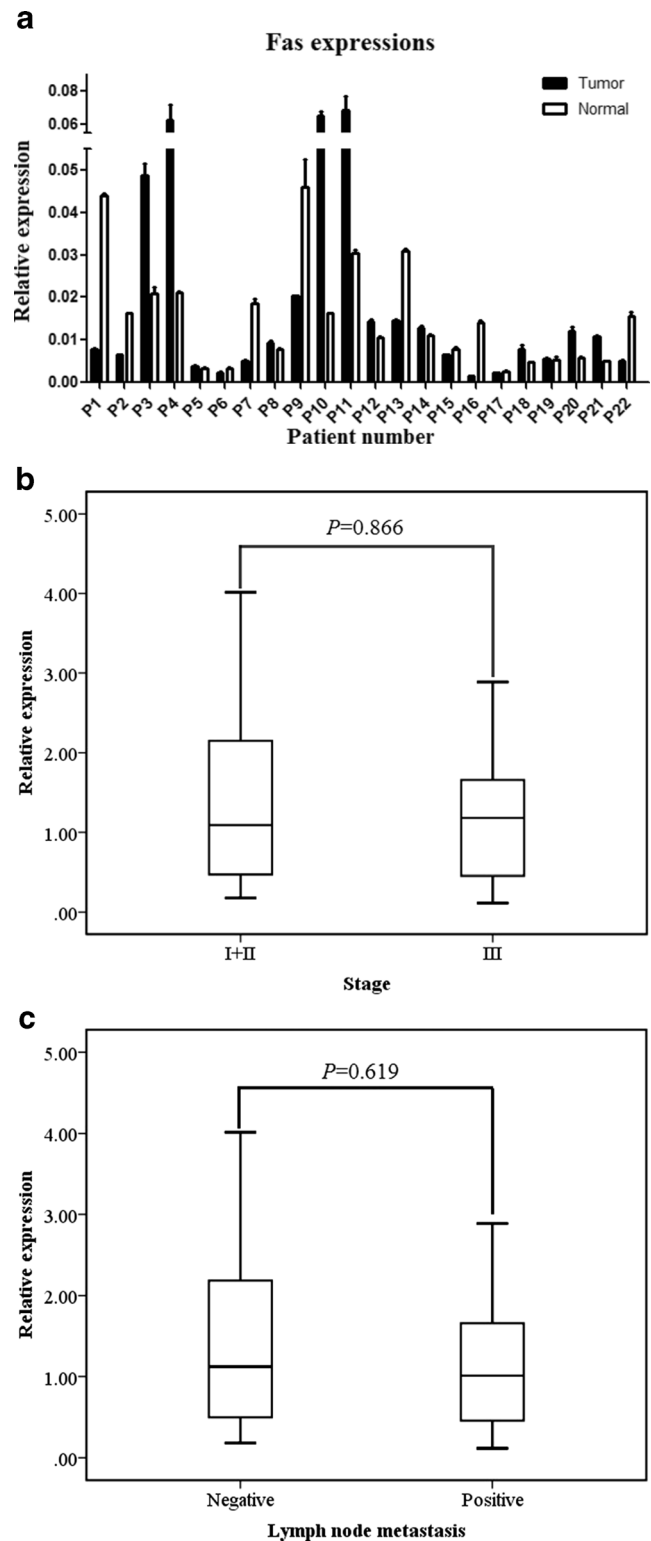 a
Fas expressions
Tumor
Normal
Relative expression
0.08
0.06
0.05
0.04
0.03
0.02
0.01
0.00
P1 P2 P3 P4 P5 P6 P7 P8 P9 P10 P11 P12 P13 P14 P15 P16 P17 P18 P19 P20 P21 P22
Patient number
b
P=0.866
Relative expression
5.00
4.00
3.00
2.00
1.00
.00
I+II III
Stage
c
P=0.619
Relative expression
5.00
4.00
3.00
2.00
1.00
.00
Negative Positive
Lymph node metastasis